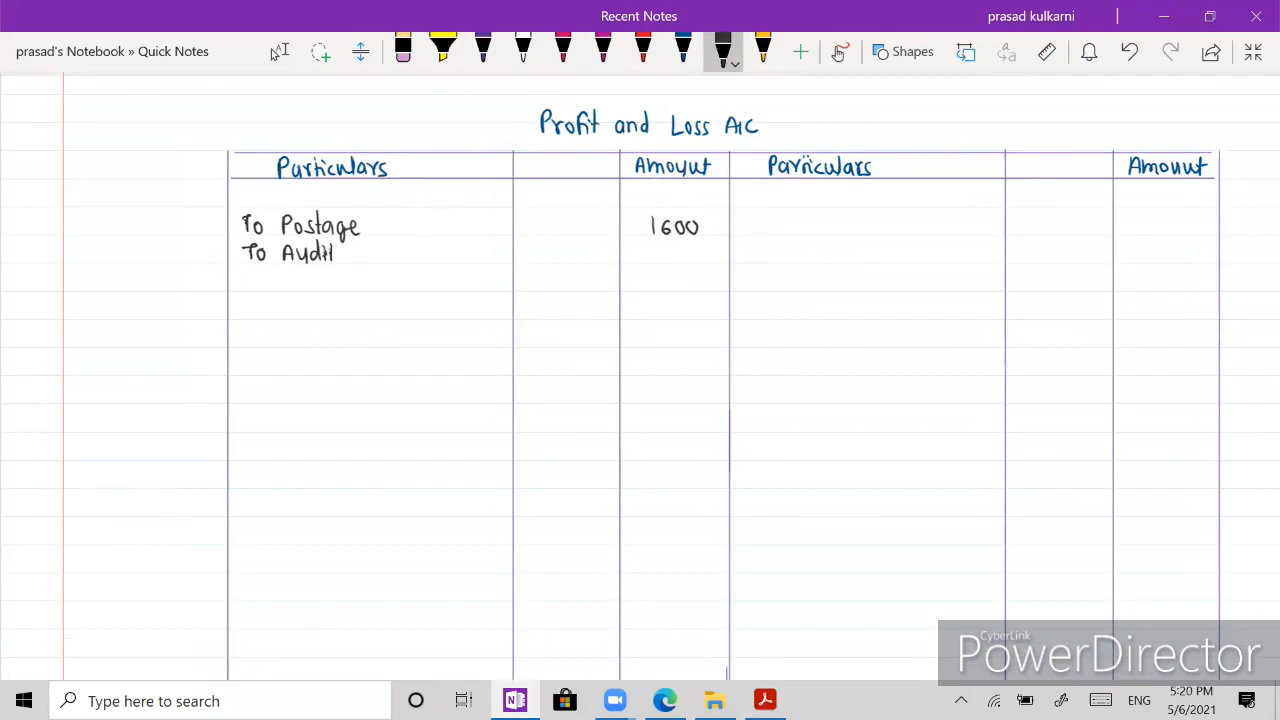 Recent Notes
prasad kulkarni
prasad's Notebook » Quick Notes
Shapes
Profit and Loss A/C
Particulars Amount Particulars Amount
To Postage 1600
To Audit
CyberLink
PowerDirector
Type here to search
ENG
5:20 PM
5/6/2021